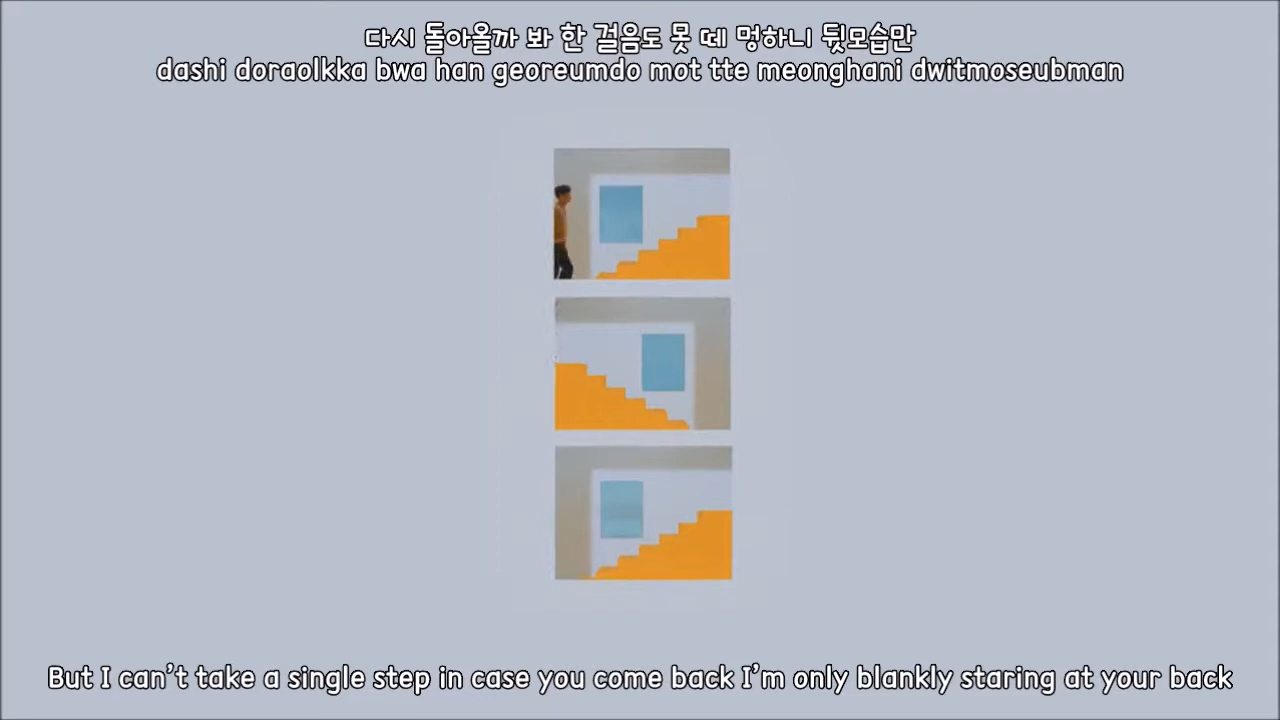 다시 돌아올까 봐 한 걸음도 못 떼 멍하니 뒷모습만
dashi doraolkka bwa han georeumdo mot tte meonghani dwitmoseubman
But I can't take a single step in case you come back I'm only blankly staring at your back